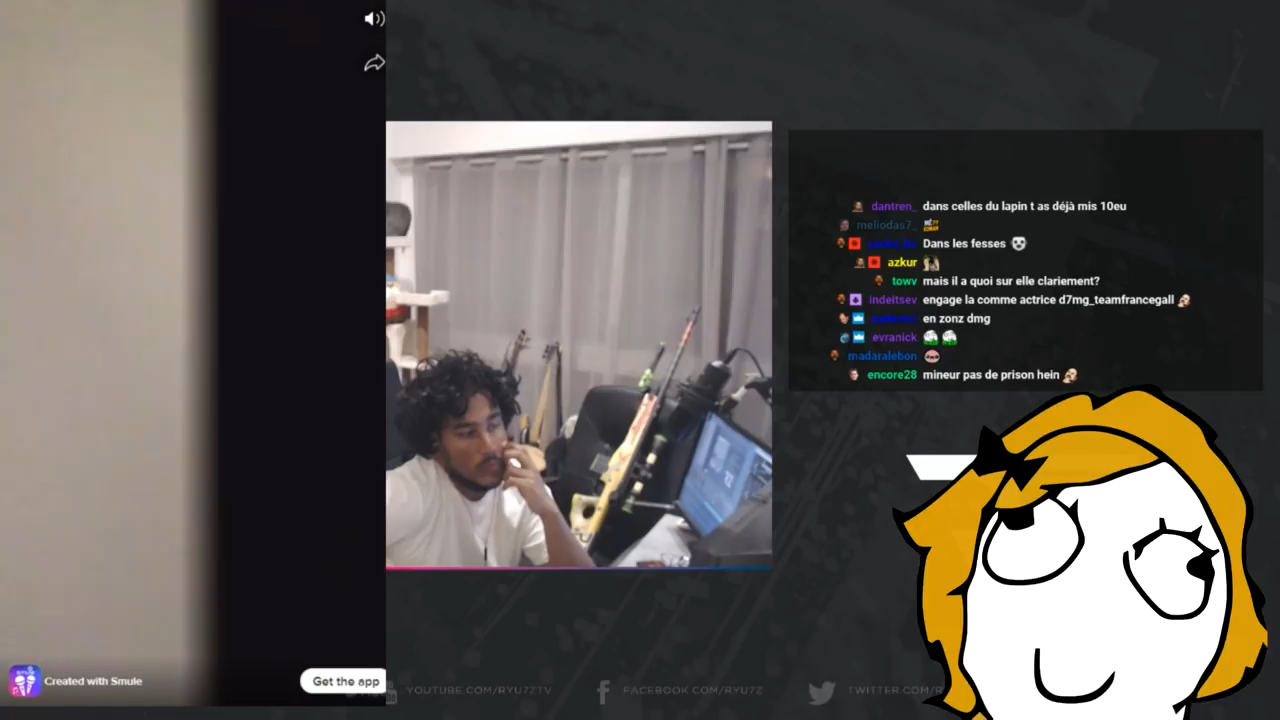 dantren_ dans celles du lapin t as déjà mis 10eu
meliodas7_
Dans les fesses
azkur
towv mais il a quoi sur elle clariement?
indeitsev engage la comme actrice d7mg_teamfrancegall
en zonz dmg
evranick
madaralebon
encore28 mineur pas de prison hein
Created with Smule
Get the app
YOUTUBE.COM/RYU7ZTV
FACEBOOK.COM/RYU7Z
TWITTER.COM/R